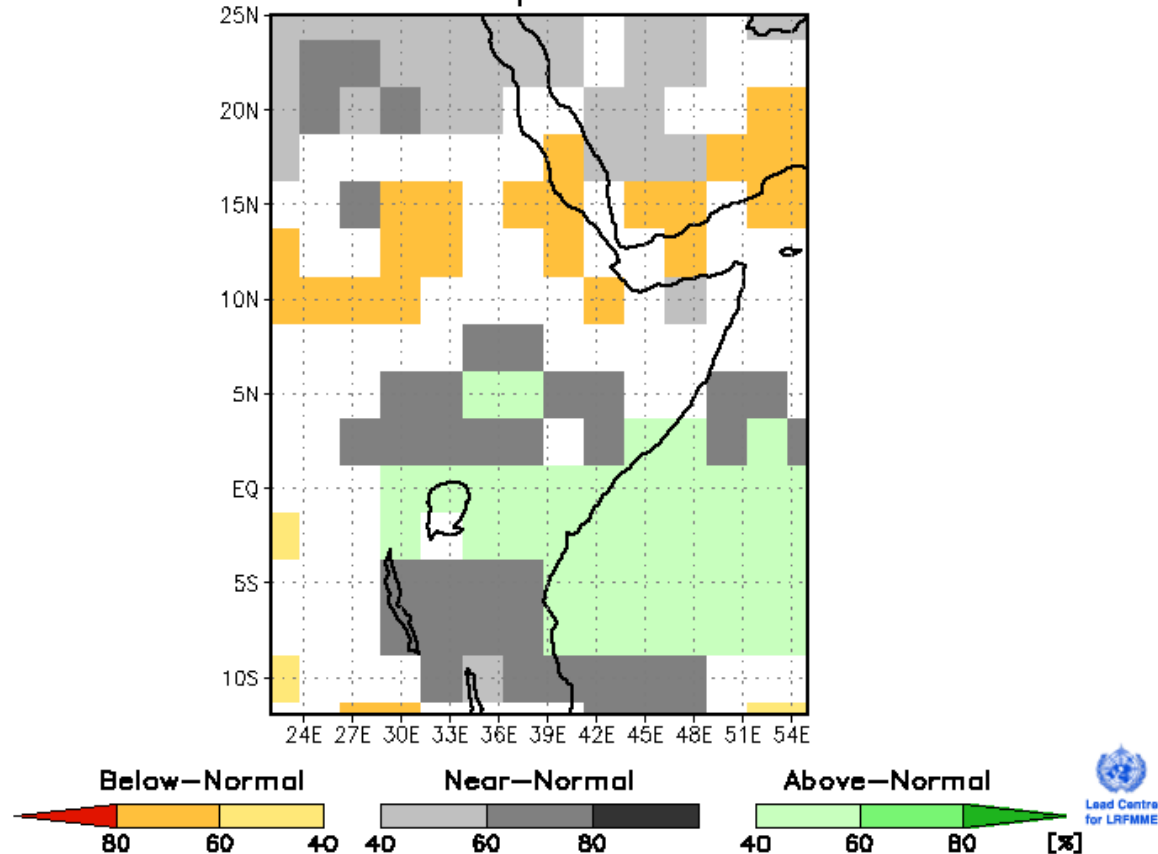 25N
20N
15N
10N
5N
EQ
5S
10S
24E 27E 30E 33E 36E 39E 42E 45E 48E 51E 54E
Below-Normal Near-Normal Above-Normal
80 60 40 40 60 80 40 60 80 [%]
Lead Centre
for LRFMME